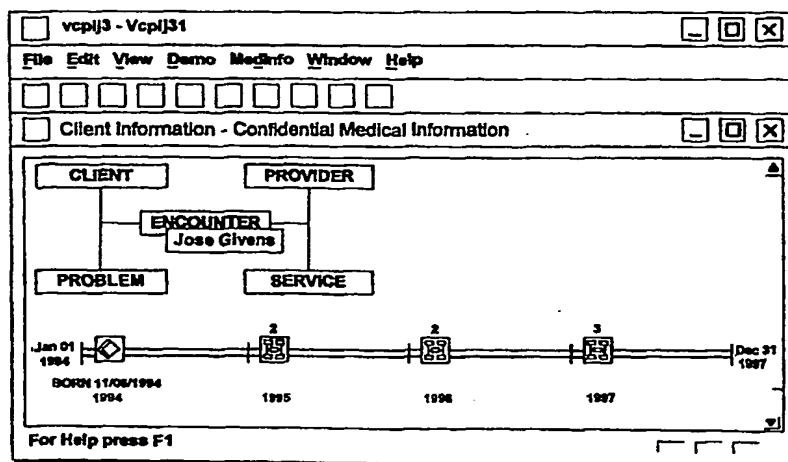 vcpij3 - Vcpij31
File Edit View Demo MedInfo Window Help
Client Information - Confidential Medical Information
CLIENT PROVIDER
ENCOUNTER
Jose Givens
PROBLEM SERVICE
2 2 3
Jan 01 Dec 31
1994 1997
BORN 11/06/1994
1994 1995 1996 1997
For Help press F1